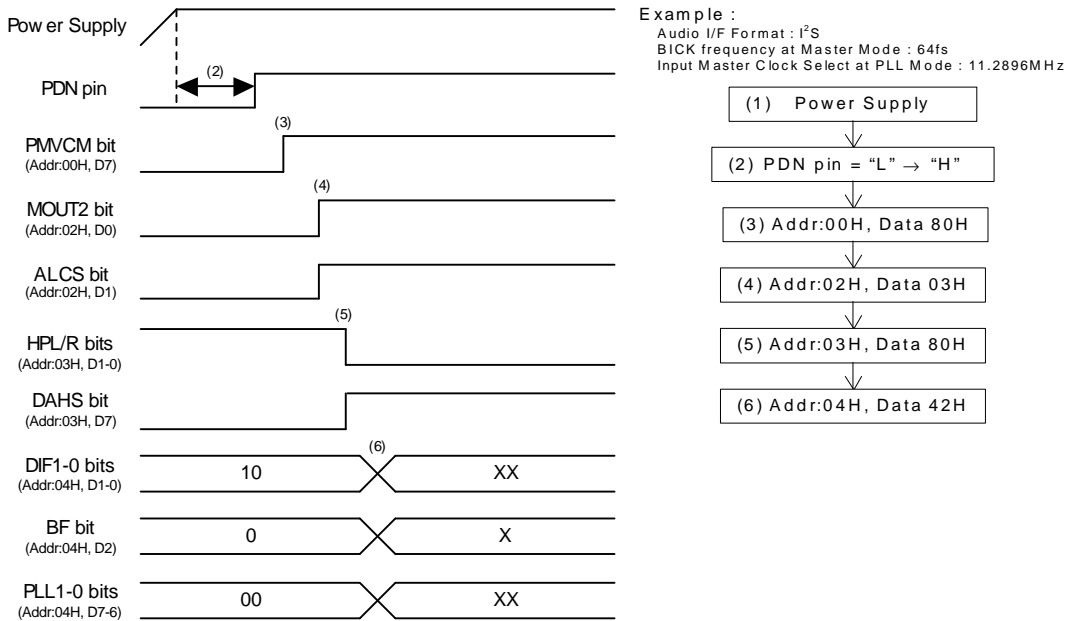 Power Supply
(2)
PDN pin
(3)
PMVCM bit
(Addr:00H, D7)
(4)
MOUT2 bit
(Addr:02H, D0)
ALCS bit
(Addr:02H, D1)
(5)
HPL/R bits
(Addr:03H, D1-0)
DAHS bit
(Addr:03H, D7)
(6)
DIF1-0 bits
(Addr:04H, D1-0)
10
XX
BF bit
(Addr:04H, D2)
0
X
PLL1-0 bits
(Addr:04H, D7-6)
00
XX
Example :
Audio I/F Format : I²S
BICK frequency at Master Mode : 64fs
Input Master Clock Select at PLL Mode : 11.2896MHz
(1) Power Supply
(2) PDN pin = “L” → “H”
(3) Addr:00H, Data 80H
(4) Addr:02H, Data 03H
(5) Addr:03H, Data 80H
(6) Addr:04H, Data 42H